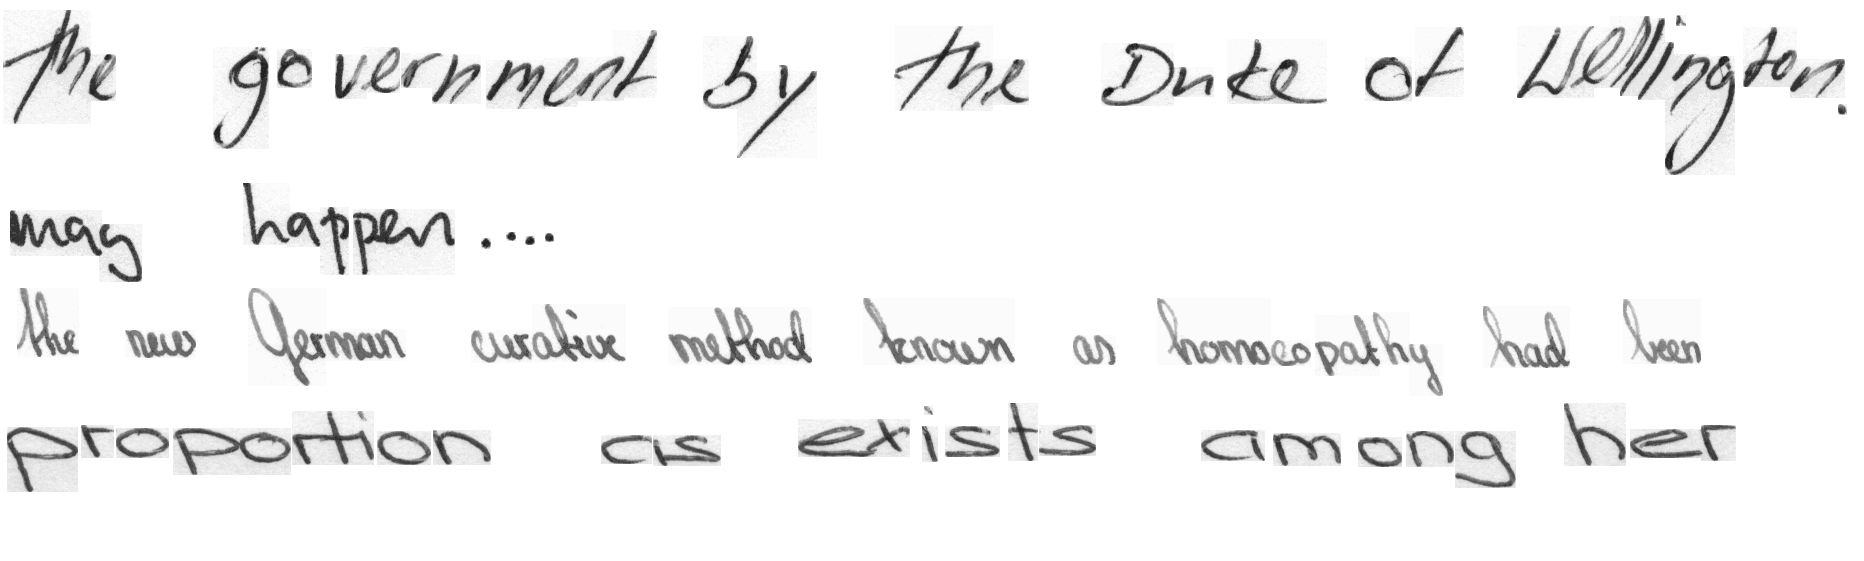 the government by the Duke of Wellington.
may happen....
the new German curative method known as homoeopathy had been
proportion as exists among her